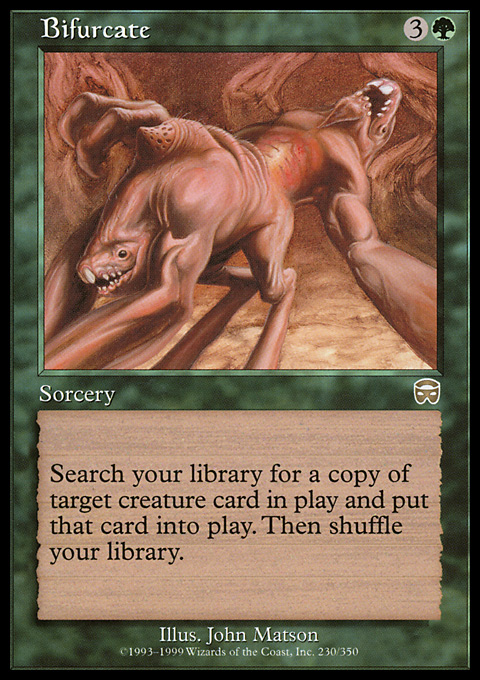 Bifurcate 3
Sorcery
Search your library for a copy of
target creature card in play and put
that card into play. Then shuffle
your library.
Illus. John Matson
©1993–1999 Wizards of the Coast, Inc. 230/350